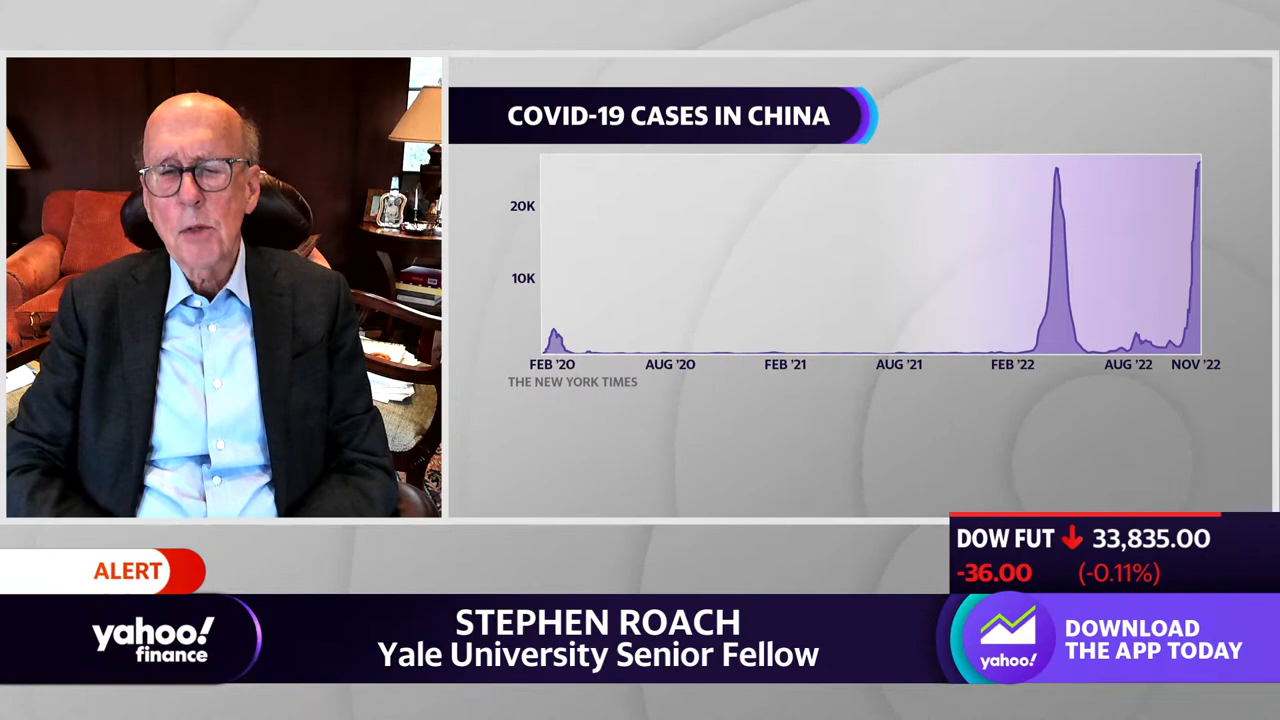 COVID-19 CASES IN CHINA
20K
10K
FEB '20 AUG '20 FEB '21 AUG '21 FEB '22 AUG '22 NOV '22
THE NEW YORK TIMES
DOW FUT 33,835.00
-36.00 (-0.11%)
ALERT
yahoo!
finance
STEPHEN ROACH
Yale University Senior Fellow
yahoo!
DOWNLOAD
THE APP TODAY